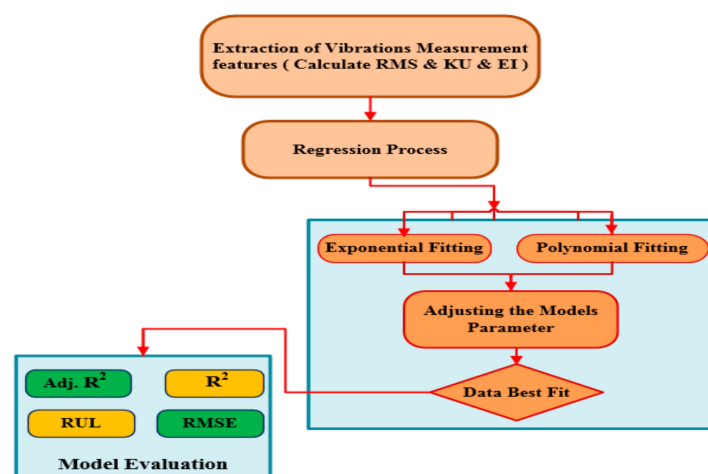 Extraction of Vibrations Measurement
features ( Calculate RMS & KU & EI )
Regression Process
Exponential Fitting
Polynomial Fitting
Adjusting the Models
Parameter
Data Best Fit
Adj. R²
R²
RUL
RMSE
Model Evaluation